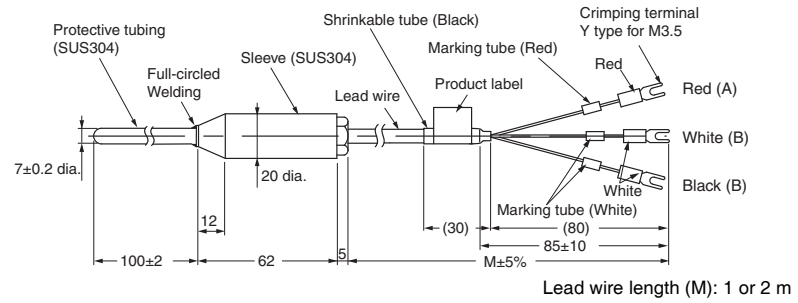 Crimping terminal
Y type for M3.5
Shrinkable tube (Black)
Protective tubing
(SUS304)
Marking tube (Red)
Sleeve (SUS304)
Red
Full-circled
Welding
Product label
Red (A)
Lead wire
White (B)
7±0.2 dia.
20 dia.
White
Black (B)
Marking tube (White)
12
(30)
(80)
85±10
100±2
62
5
M±5%
Lead wire length (M): 1 or 2 m